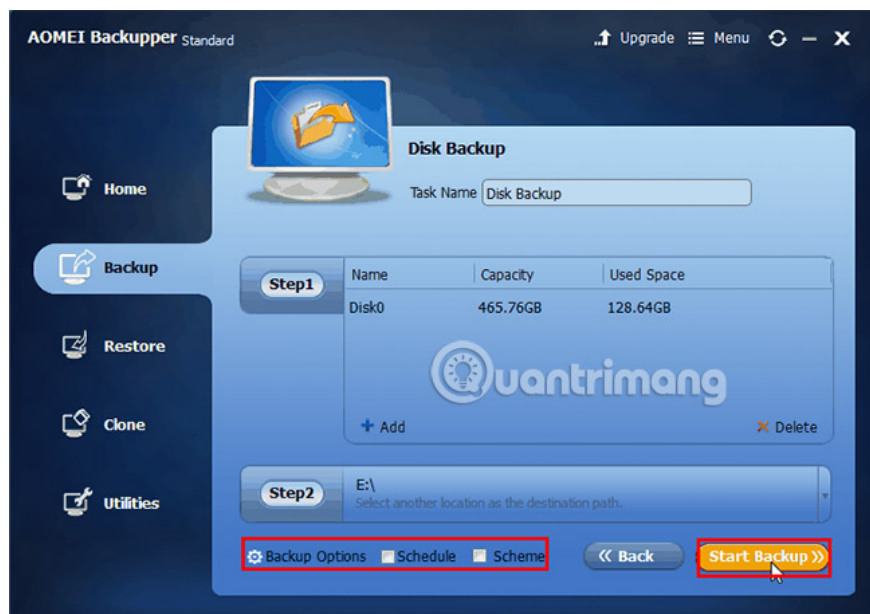 AOMEI Backupper Standard
Upgrade Menu
Disk Backup
Task Name Disk Backup
Home
Backup
Restore
Clone
Utilities
Step1
Name Capacity Used Space
Disk0 465.76GB 128.64GB
Quantrimang
Add Delete
Step2
E:\
Select another location as the destination path.
Backup Options Schedule Scheme Back Start Backup